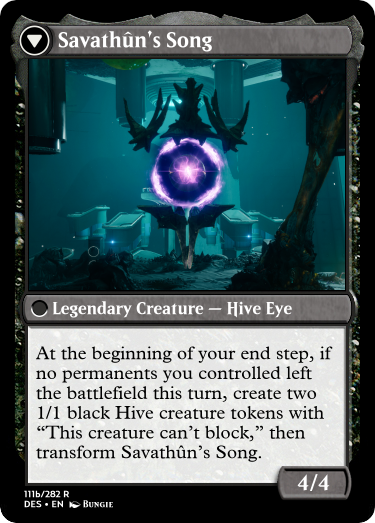 Savathûn's Song
Legendary Creature — Hive Eye
At the beginning of your end step, if
no permanents you controlled left
the battlefield this turn, create two
1/1 black Hive creature tokens with
“This creature can't block,” then
transform Savathûn's Song.
4/4
111b/282 R
DES • EN Bungie